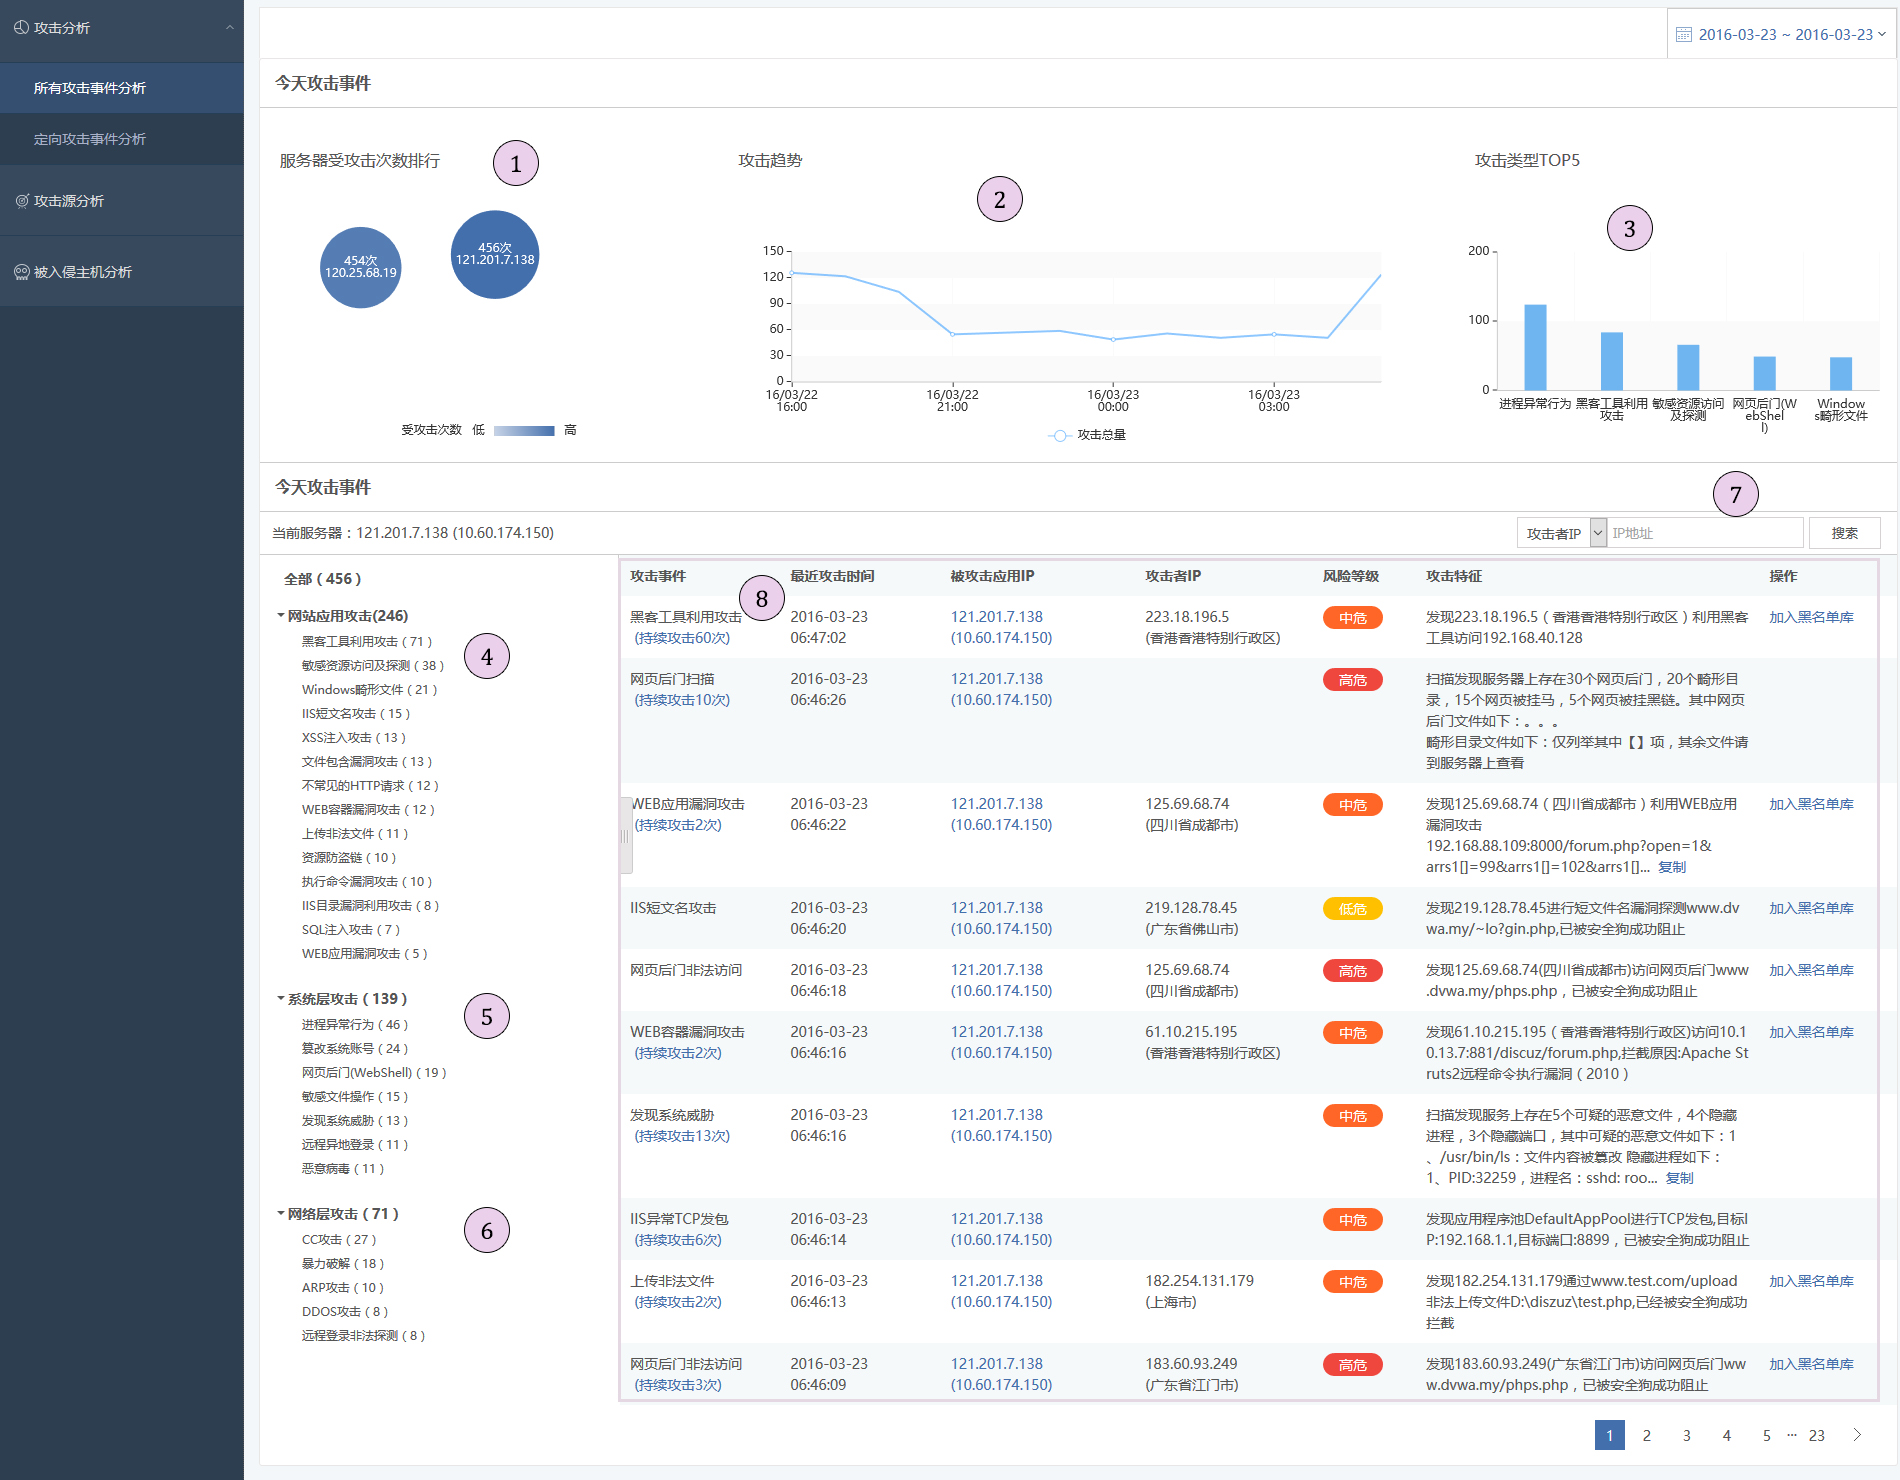 攻击分析
所有攻击事件分析
定向攻击事件分析
攻击源分析
被入侵主机分析
2016-03-23 ~ 2016-03-23
今天攻击事件
服务器受攻击次数排行
1
454次
120.25.68.19
456次
121.201.7.138
受攻击次数 低 高
攻击趋势
2
150
120
90
60
30
0
16/03/22
16:00
16/03/22
21:00
16/03/23
00:00
16/03/23
03:00
攻击总量
攻击类型TOP5
3
200
100
0
进程异常行为
黑客工具利用
攻击
敏感资源访问
及探测
网页后门(W
ebShel
l)
Window
s畸形文件
今天攻击事件
7
当前服务器：121.201.7.138 (10.60.174.150)
攻击者IP
IP地址
搜索
全部（456）
网站应用攻击(246)
黑客工具利用攻击（71）
敏感资源访问及探测（38）
Windows畸形文件（21）
IIS短文名攻击（15）
XSS注入攻击（13）
文件包含漏洞攻击（13）
不常见的HTTP请求（12）
WEB容器漏洞攻击（12）
上传非法文件（11）
资源防盗链（10）
执行命令漏洞攻击（10）
IIS目录漏洞利用攻击（8）
SQL注入攻击（7）
WEB应用漏洞攻击（5）
4
系统层攻击（139）
进程异常行为（46）
篡改系统账号（24）
网页后门(WebShell)（19）
敏感文件操作（15）
发现系统威胁（13）
远程异地登录（11）
恶意病毒（11）
5
网络层攻击（71）
CC攻击（27）
暴力破解（18）
ARP攻击（10）
DDOS攻击（8）
远程登录非法探测（8）
6
8
攻击事件 最近攻击时间 被攻击应用IP 攻击者IP 风险等级 攻击特征 操作
黑客工具利用攻击 2016-03-23 121.201.7.138 223.18.196.5 中危 发现223.18.196.5（香港香港特别行政区）利用黑客 加入黑名单库
(持续攻击60次) 06:47:02 (10.60.174.150) (香港香港特别行政区) 工具访问192.168.40.128
网页后门扫描 2016-03-23 121.201.7.138 高危 扫描发现服务器上存在30个网页后门，20个畸形目
(持续攻击10次) 06:46:26 (10.60.174.150) 录，15个网页被挂马，5个网页被挂黑链。其中网页
后门文件如下：。。。
畸形目录文件如下：仅列举其中【】项，其余文件请
到服务器上查看
WEB应用漏洞攻击 2016-03-23 121.201.7.138 125.69.68.74 中危 发现125.69.68.74（四川省成都市）利用WEB应用 加入黑名单库
(持续攻击2次) 06:46:22 (10.60.174.150) (四川省成都市) 漏洞攻击
192.168.88.109:8000/forum.php?open=1&
arrs1[]=99&arrs1[]=102&arrs1[]... 复制
IIS短文名攻击 2016-03-23 121.201.7.138 219.128.78.45 低危 发现219.128.78.45进行短文件名漏洞探测www.dv 加入黑名单库
06:46:20 (10.60.174.150) (广东省佛山市) wa.my/~lo?gin.php,已被安全狗成功阻止
网页后门非法访问 2016-03-23 121.201.7.138 125.69.68.74 高危 发现125.69.68.74(四川省成都市)访问网页后门www 加入黑名单库
06:46:18 (10.60.174.150) (四川省成都市) .dvwa.my/phps.php，已被安全狗成功阻止
WEB容器漏洞攻击 2016-03-23 121.201.7.138 61.10.215.195 中危 发现61.10.215.195（香港香港特别行政区)访问10.1 加入黑名单库
(持续攻击2次) 06:46:16 (10.60.174.150) (香港香港特别行政区) 0.13.7:881/discuz/forum.php,拦截原因:Apache St
ruts2远程命令执行漏洞（2010）
发现系统威胁 2016-03-23 121.201.7.138 中危 扫描发现服务上存在5个可疑的恶意文件，4个隐藏
(持续攻击13次) 06:46:16 (10.60.174.150) 进程，3个隐藏端口，其中可疑的恶意文件如下：1
、/usr/bin/ls：文件内容被篡改 隐藏进程如下：
1、PID:32259，进程名：sshd: roo... 复制
IIS异常TCP发包 2016-03-23 121.201.7.138 中危 发现应用程序池DefaultAppPool进行TCP发包,目标I
(持续攻击6次) 06:46:14 (10.60.174.150) P:192.168.1.1,目标端口:8899，已被安全狗成功阻止
上传非法文件 2016-03-23 121.201.7.138 182.254.131.179 中危 发现182.254.131.179通过www.test.com/upload 加入黑名单库
(持续攻击2次) 06:46:13 (10.60.174.150) (上海市) 非法上传文件D:\diszuz\test.php,已经被安全狗成功
拦截
网页后门非法访问 2016-03-23 121.201.7.138 183.60.93.249 高危 发现183.60.93.249(广东省江门市)访问网页后门ww 加入黑名单库
(持续攻击3次) 06:46:09 (10.60.174.150) (广东省江门市) w.dvwa.my/phps.php，已被安全狗成功阻止
1 2 3 4 5 ... 23